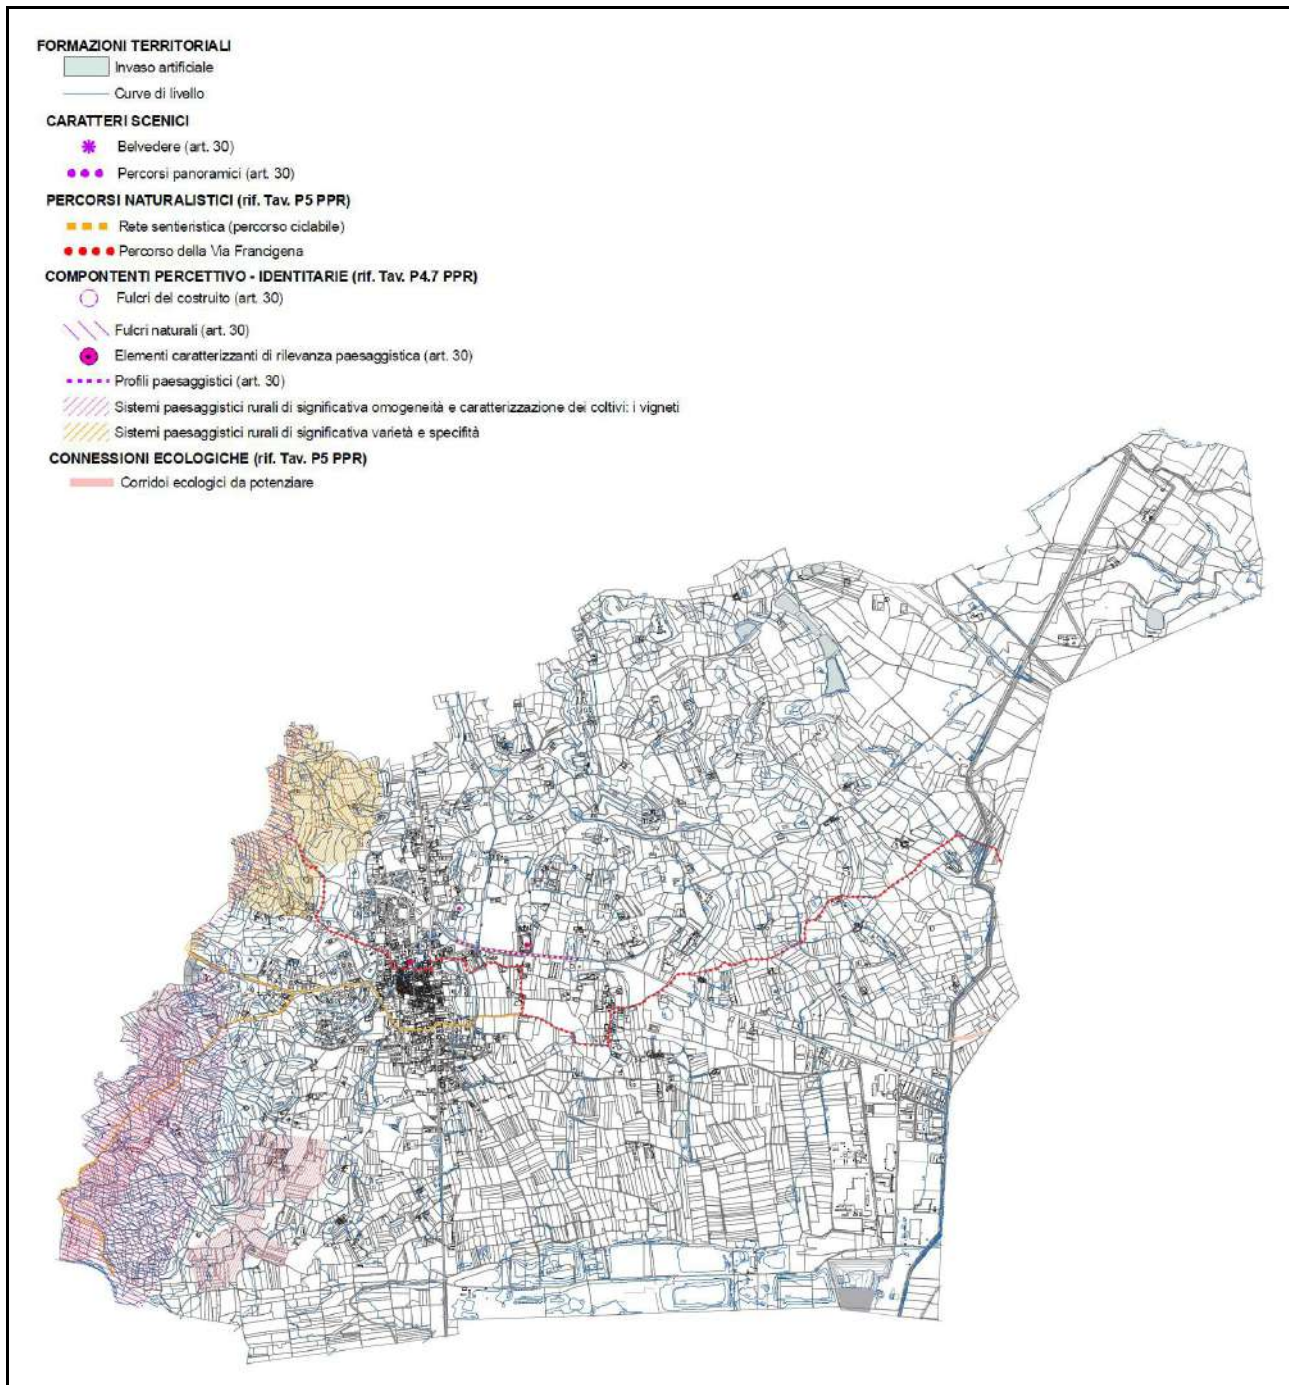 FORMAZIONI TERRITORIALI
Invaso artificiale
Curve di livello
CARATTERI SCENICI
Belvedere (art. 30)
Percorsi panoramici (art. 30)
PERCORSI NATURALISTICI (rif. Tav. P5 PPR)
Rete sentieristica (percorso ciclabile)
Percorso della Via Francigena
COMPONTENTI PERCETTIVO - IDENTITARIE (rif. Tav. P4.7 PPR)
Fulcri del costruito (art. 30)
Fulcri naturali (art. 30)
Elementi caratterizzanti di rilevanza paesaggistica (art. 30)
Profili paesaggistici (art. 30)
Sistemi paesaggistici rurali di significativa omogeneità e caratterizzazione dei coltivi: i vigneti
Sistemi paesaggistici rurali di significativa varietà e specifità
CONNESSIONI ECOLOGICHE (rif. Tav. P5 PPR)
Corridoi ecologici da potenziare